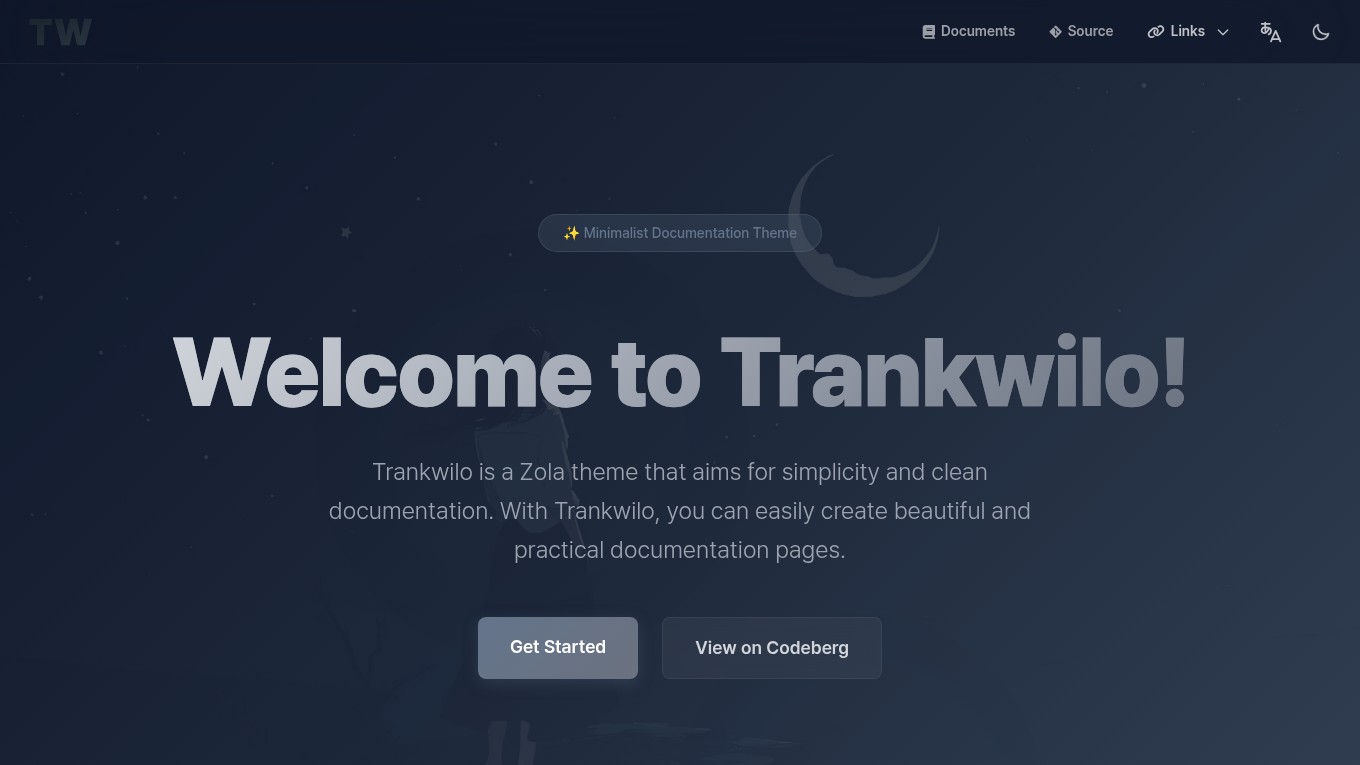 TW
Documents
Source
Links
✨ Minimalist Documentation Theme
Welcome to Trankwilo!
Trankwilo is a Zola theme that aims for simplicity and clean
documentation. With Trankwilo, you can easily create beautiful and
practical documentation pages.
Get Started
View on Codeberg